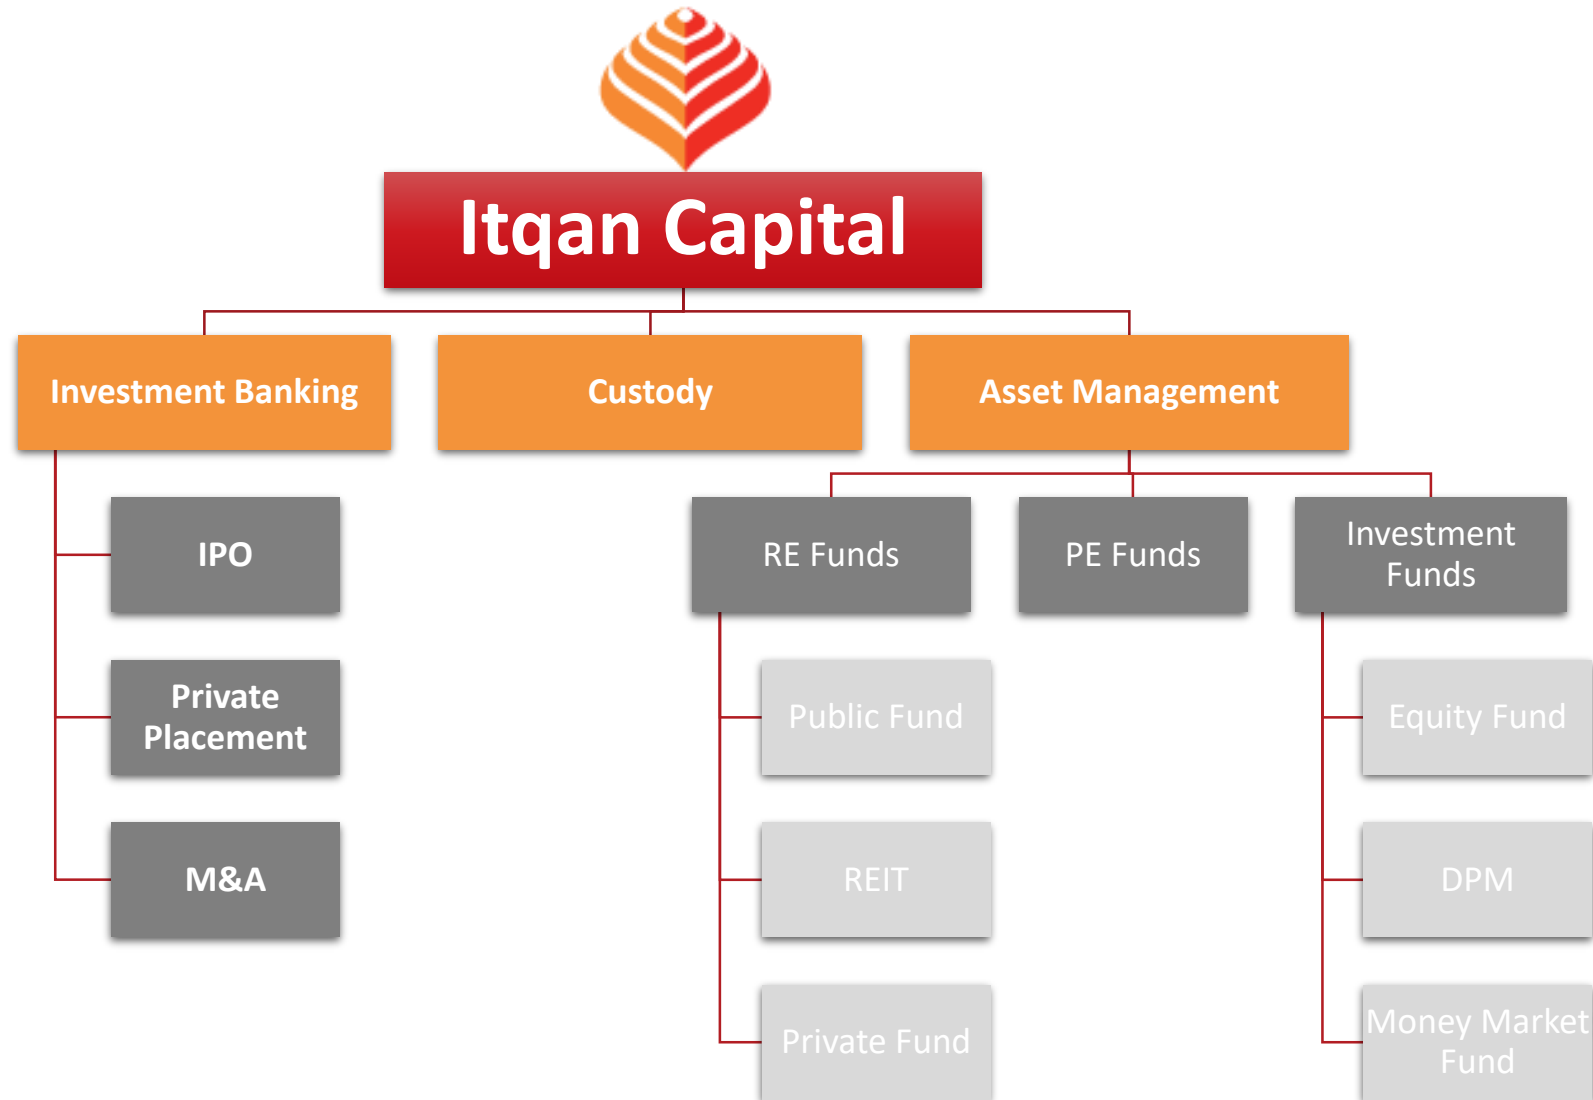 Itqan Capital
Investment Banking
Custody
Asset Management
IPO
Private
Placement
M&A
RE Funds
PE Funds
Investment
Funds
Public Fund
REIT
Private Fund
Equity Fund
DPM
Money Market
Fund